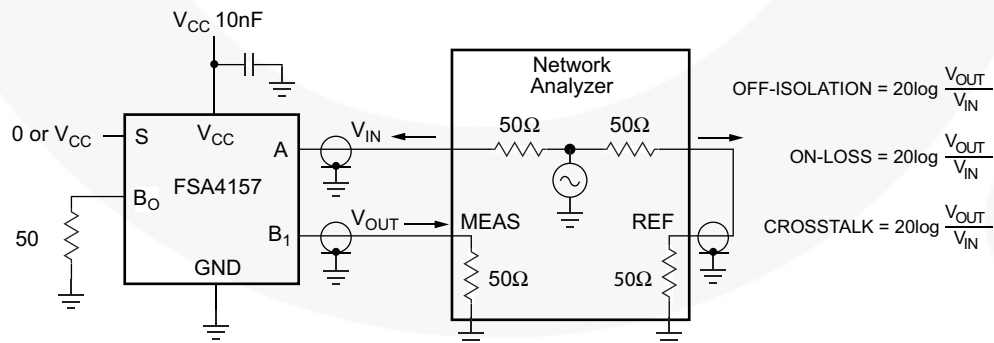 V_CC 10nF
Network
Analyzer
OFF-ISOLATION = 20log V_OUT
V_IN
0 or V_CC
S
V_CC
A
V_IN
50Ω
50Ω
FSA4157
ON-LOSS = 20log V_OUT
V_IN
B_O
50
B_1
V_OUT
MEAS
REF
CROSSTALK = 20log V_OUT
V_IN
GND
50Ω
50Ω